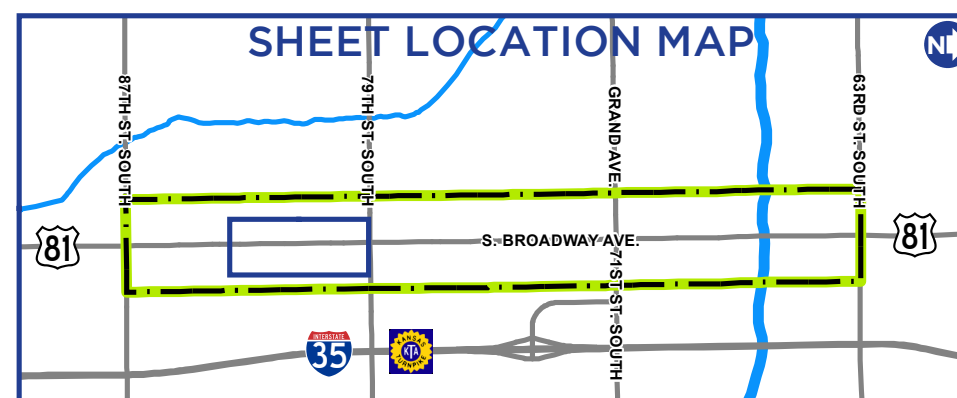 SHEET LOCATION MAP
N
87TH ST. SOUTH
79TH ST. SOUTH
GRAND AVE.
63RD ST. SOUTH
81
S. BROADWAY AVE.
81
71ST ST. SOUTH
INTERSTATE
35
KANSAS
KTA
TURNPIKE